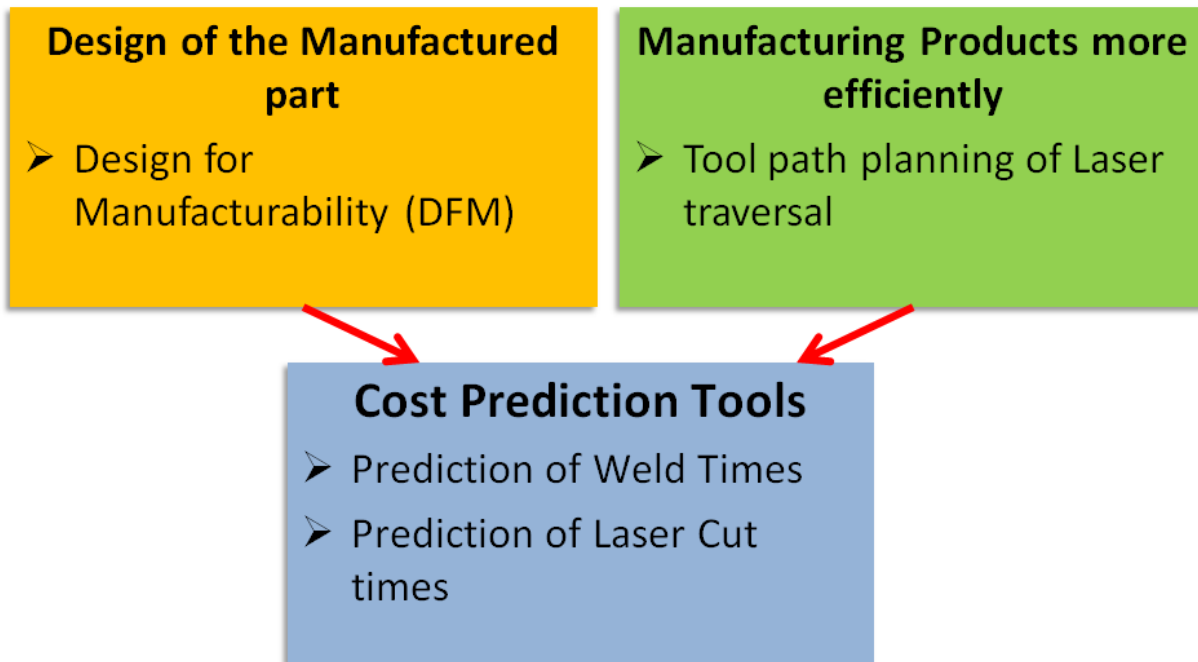 Design of the Manufactured
part
➢ Design for
Manufacturability (DFM)
Manufacturing Products more
efficiently
➢ Tool path planning of Laser
traversal
Cost Prediction Tools
➢ Prediction of Weld Times
➢ Prediction of Laser Cut
times